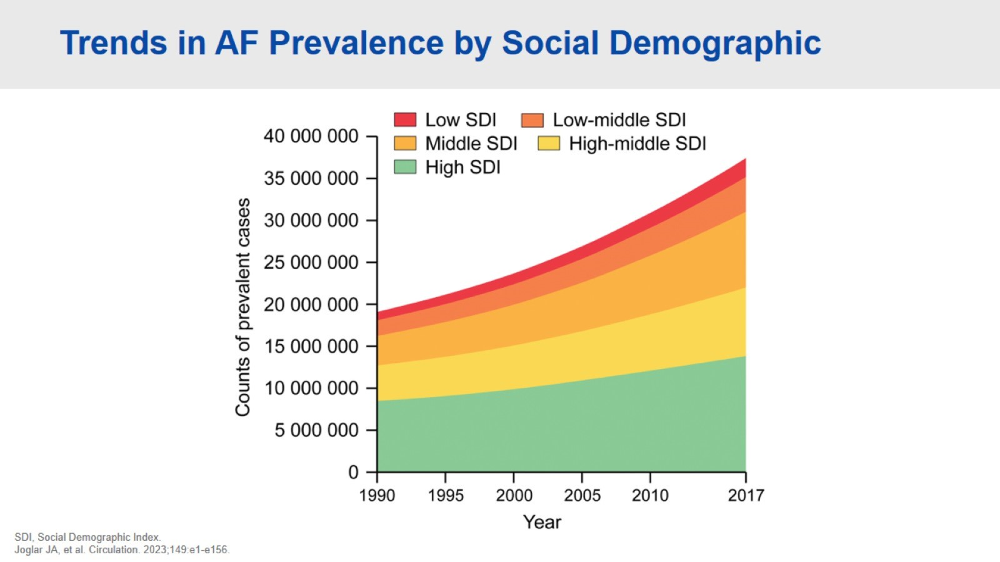 Trends in AF Prevalence by Social Demographic
Low SDI
Low-middle SDI
Middle SDI
High-middle SDI
High SDI
Counts of prevalent cases
40 000 000
35 000 000
30 000 000
25 000 000
20 000 000
15 000 000
10 000 000
5 000 000
0
1990 1995 2000 2005 2010 2017
Year
SDI, Social Demographic Index.
Joglar JA, et al. Circulation. 2023;149:e1-e156.